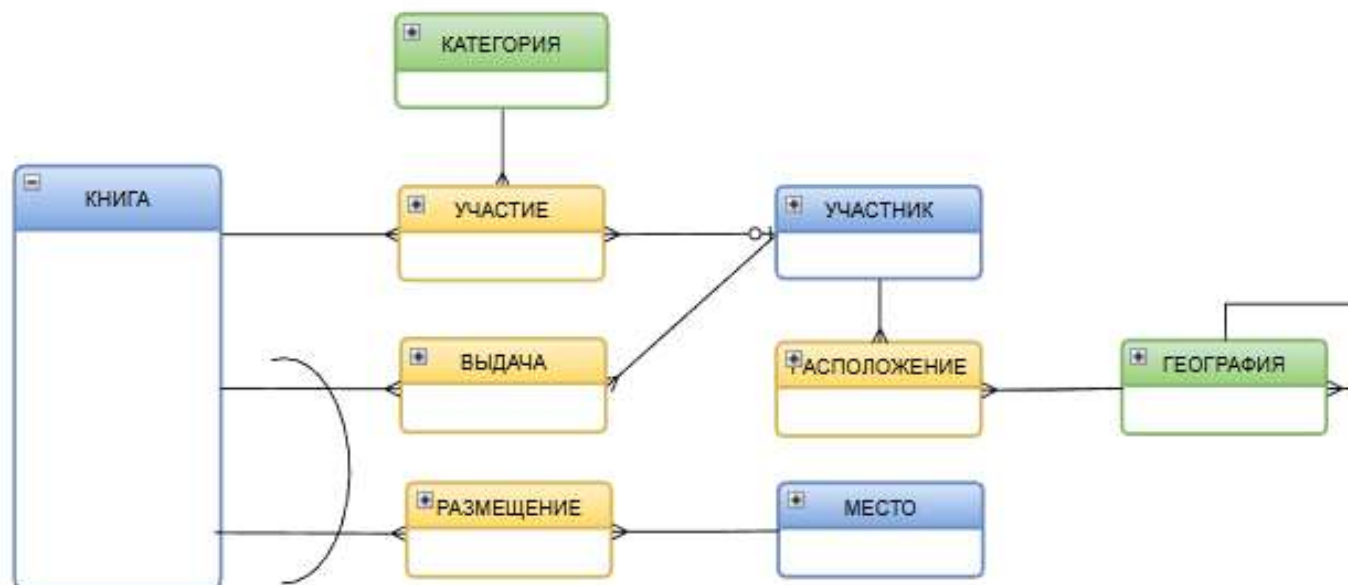 КАТЕГОРИЯ
КНИГА
УЧАСТИЕ
УЧАСТНИК
ВЫДАЧА
РАСПОЛОЖЕНИЕ
ГЕОГРАФИЯ
РАЗМЕЩЕНИЕ
МЕСТО